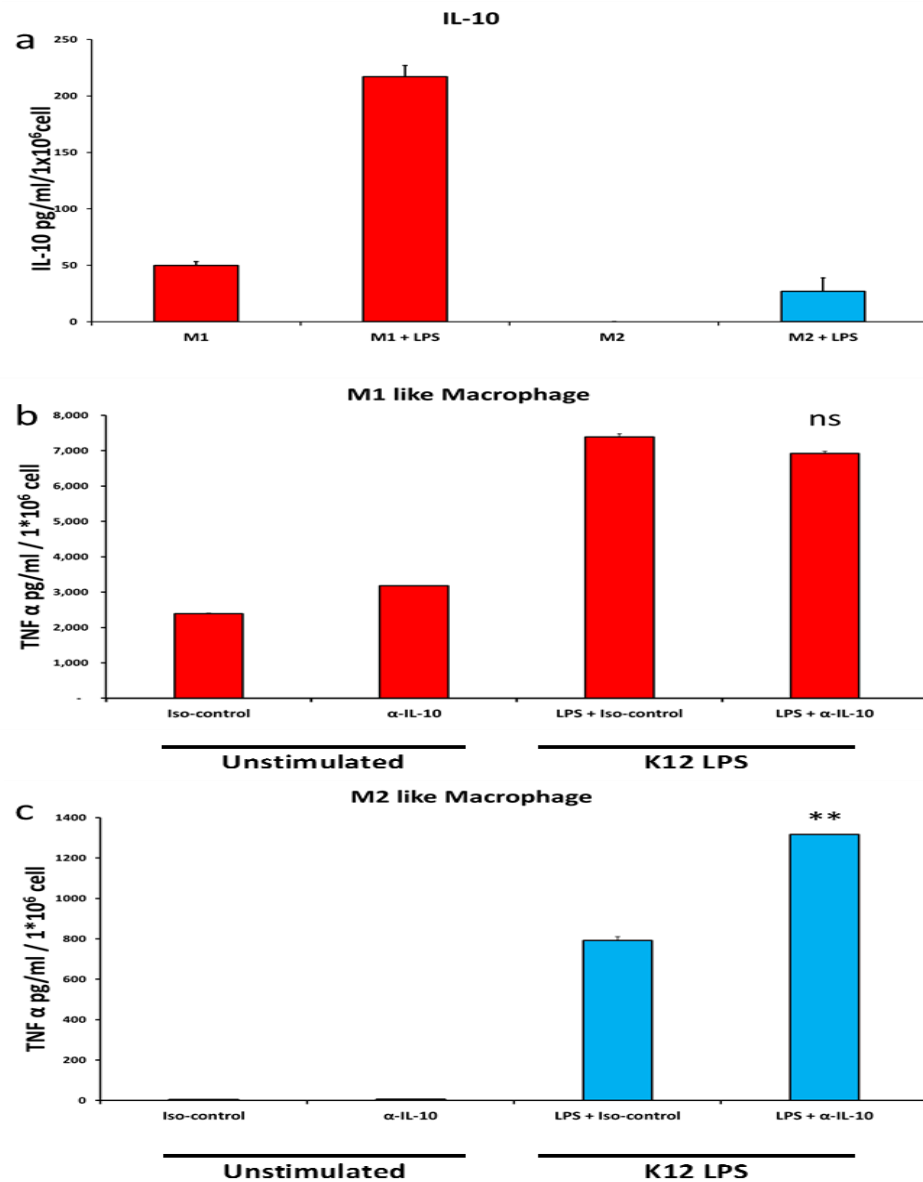 IL-10
a
IL-10 pg/ml/1x10⁶cell
250
200
150
100
50
0
M1 M1 + LPS M2 M2 + LPS
M1 like Macrophage
b
TNF α pg/ml / 1*10⁶ cell
8,000
7,000
6,000
5,000
4,000
3,000
2,000
1,000
-
ns
Iso-control α-IL-10 LPS + Iso-control LPS + α-IL-10
Unstimulated K12 LPS
M2 like Macrophage
c
TNF α pg/ml / 1*10⁶ cell
1400
1200
1000
800
600
400
200
0
**
Iso-control α-IL-10 LPS + Iso-control LPS + α-IL-10
Unstimulated K12 LPS